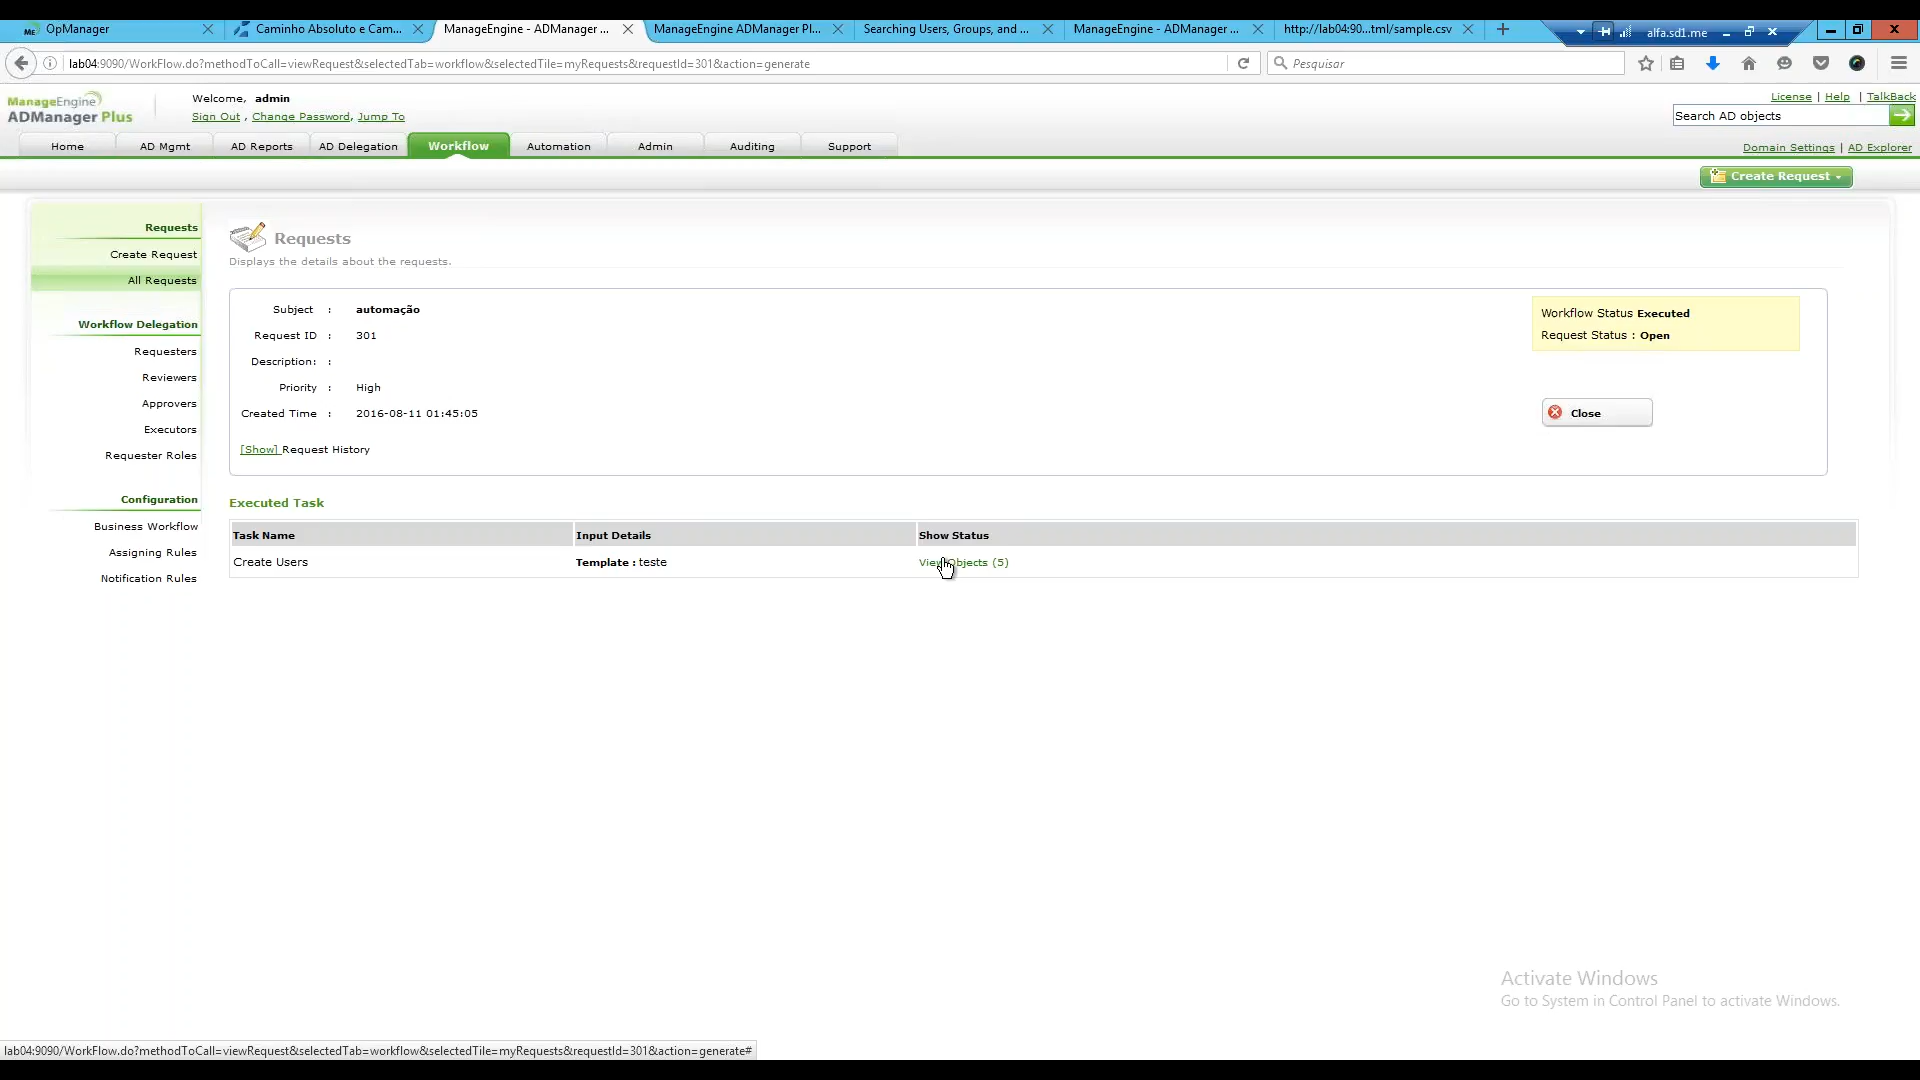 OpManager
Caminho Absoluto e Cam...
ManageEngine - ADManager ...
ManageEngine ADManager Pl...
Searching Users, Groups, and ...
ManageEngine - ADManager ...
http://lab04:90...tml/sample.csv
alfa.sd1.me
lab04:9090/WorkFlow.do?methodToCall=viewRequest&selectedTab=workflow&selectedTile=myRequests&requestId=301&action=generate
Pesquisar
ManageEngine
ADManager Plus
Welcome, admin
Sign Out , Change Password, Jump To
License | Help | TalkBack
Search AD objects
Home
AD Mgmt
AD Reports
AD Delegation
Workflow
Automation
Admin
Auditing
Support
Domain Settings | AD Explorer
Create Request
Requests
Create Request
All Requests
Workflow Delegation
Requesters
Reviewers
Approvers
Executors
Requester Roles
Configuration
Business Workflow
Assigning Rules
Notification Rules
Requests
Displays the details about the requests.
Subject : automação
Request ID : 301
Description: :
Priority : High
Created Time : 2016-08-11 01:45:05
[Show] Request History
Workflow Status Executed
Request Status : Open
Close
Executed Task
Task Name Input Details Show Status
Create Users Template : teste View Objects (5)
Activate Windows
Go to System in Control Panel to activate Windows.
lab04:9090/WorkFlow.do?methodToCall=viewRequest&selectedTab=workflow&selectedTile=myRequests&requestId=301&action=generate#